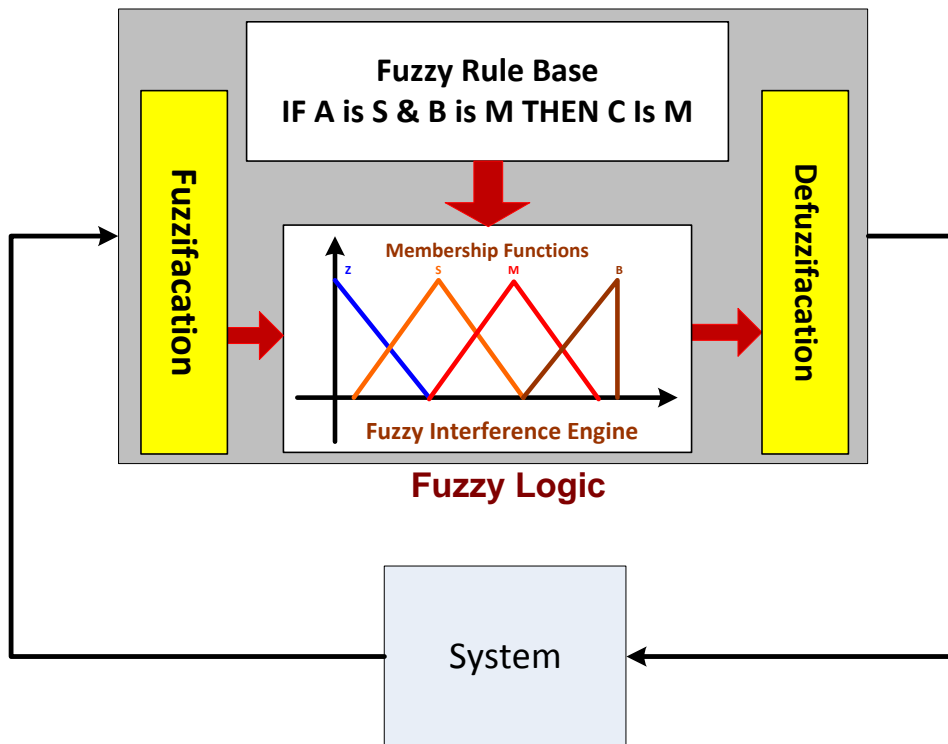 Fuzzy Rule Base
IF A is S & B is M THEN C Is M
Fuzzifacation
Membership Functions
Z S M B
Fuzzy Interference Engine
Defuzzifacation
Fuzzy Logic
System